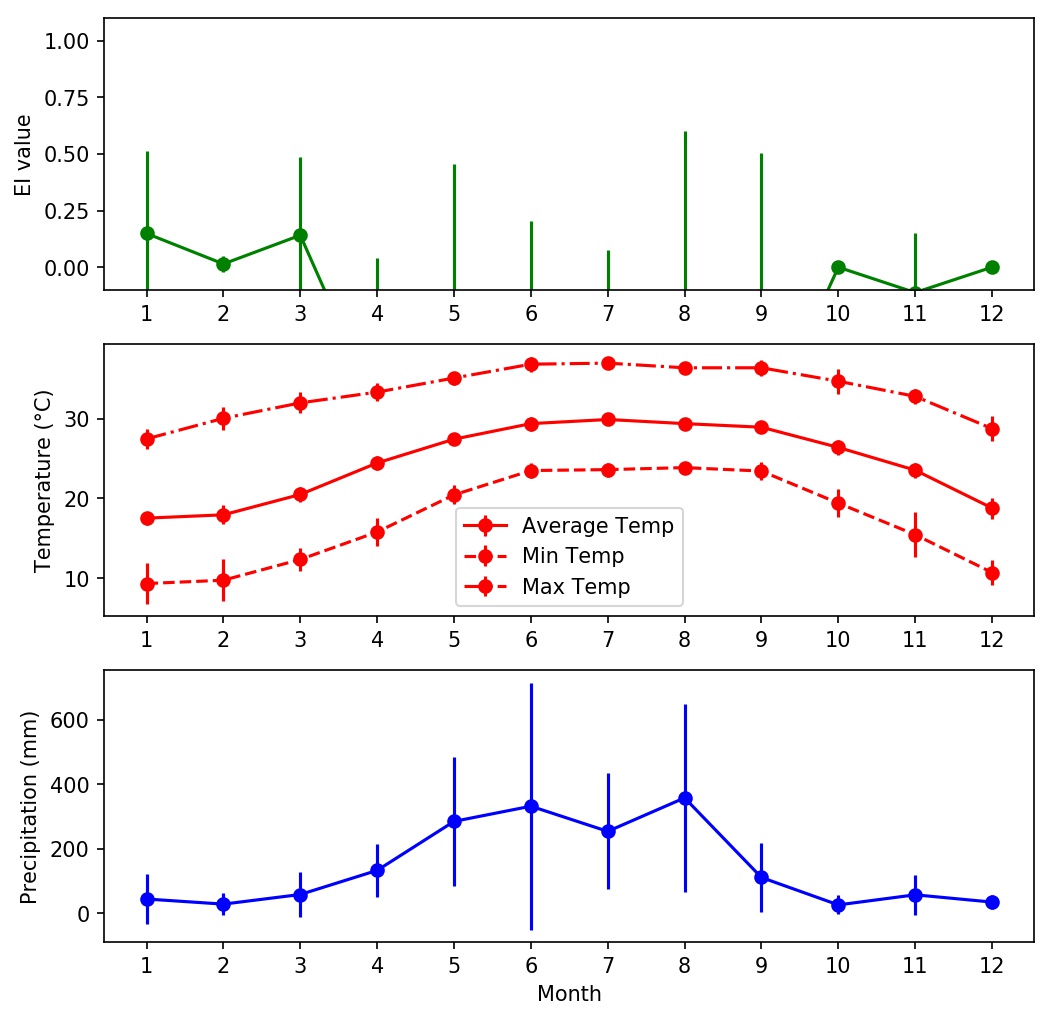 EI value
1.00
0.75
0.50
0.25
0.00
1 2 3 4 5 6 7 8 9 10 11 12
Temperature (°C)
30
20
10
Average Temp
Min Temp
Max Temp
1 2 3 4 5 6 7 8 9 10 11 12
Precipitation (mm)
600
400
200
0
1 2 3 4 5 6 7 8 9 10 11 12
Month